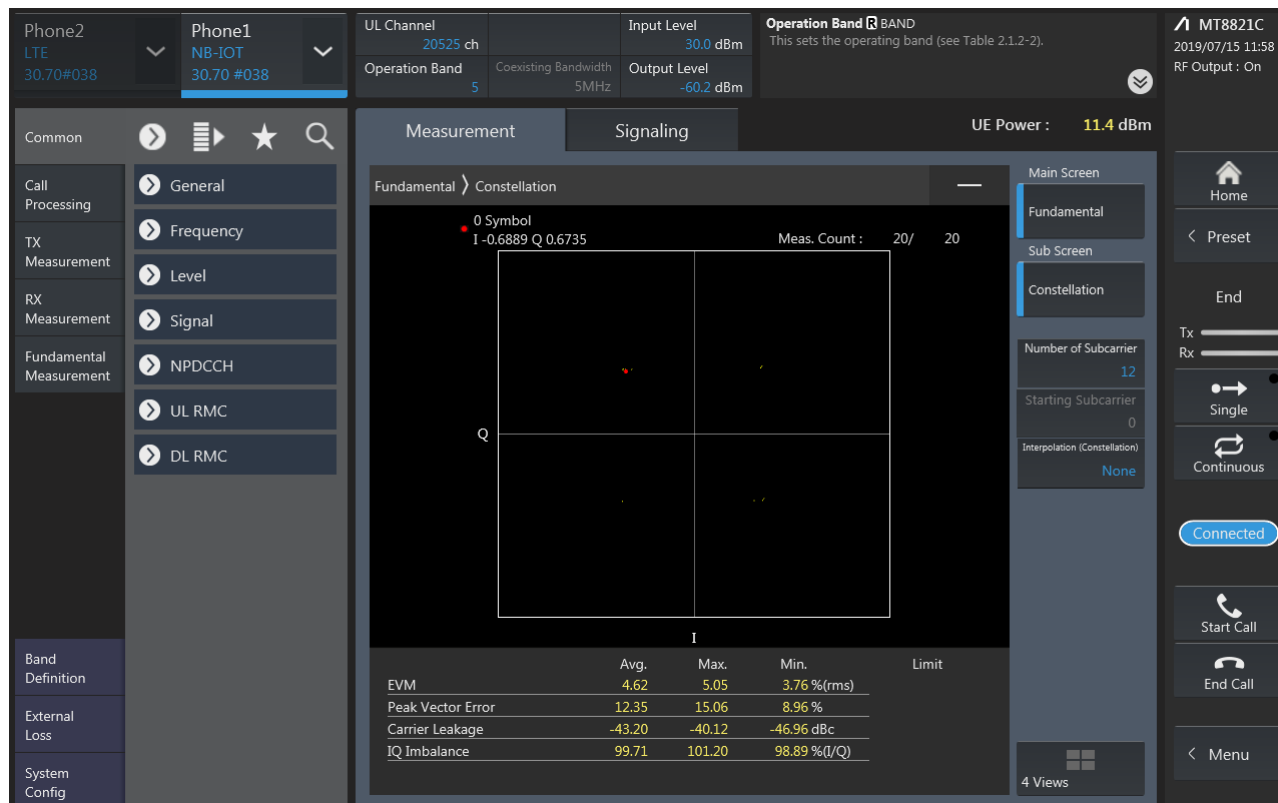 Phone2
LTE
30.70#038
Phone1
NB-IOT
30.70 #038
UL Channel
20525 ch
Operation Band
5
Coexisting Bandwidth
5MHz
Input Level
30.0 dBm
Output Level
-60.2 dBm
Operation Band R BAND
This sets the operating band (see Table 2.1.2-2).
MT8821C
2019/07/15 11:58
RF Output : On
Common
Call
Processing
TX
Measurement
RX
Measurement
Fundamental
Measurement
Band
Definition
External
Loss
System
Config
General
Frequency
Level
Signal
NPDCCH
UL RMC
DL RMC
Measurement
Signaling
UE Power : 11.4 dBm
Fundamental 〉 Constellation
0 Symbol
I -0.6889 Q 0.6735
Meas. Count : 20/ 20
Q
I
Avg. Max. Min. Limit
EVM 4.62 5.05 3.76 %(rms)
Peak Vector Error 12.35 15.06 8.96 %
Carrier Leakage -43.20 -40.12 -46.96 dBc
IQ Imbalance 99.71 101.20 98.89 %(I/Q)
Main Screen
Fundamental
Sub Screen
Constellation
Number of Subcarrier
12
Starting Subcarrier
0
Interpolation (Constellation)
None
4 Views
Home
< Preset
End
Tx
Rx
Single
Continuous
Connected
Start Call
End Call
< Menu